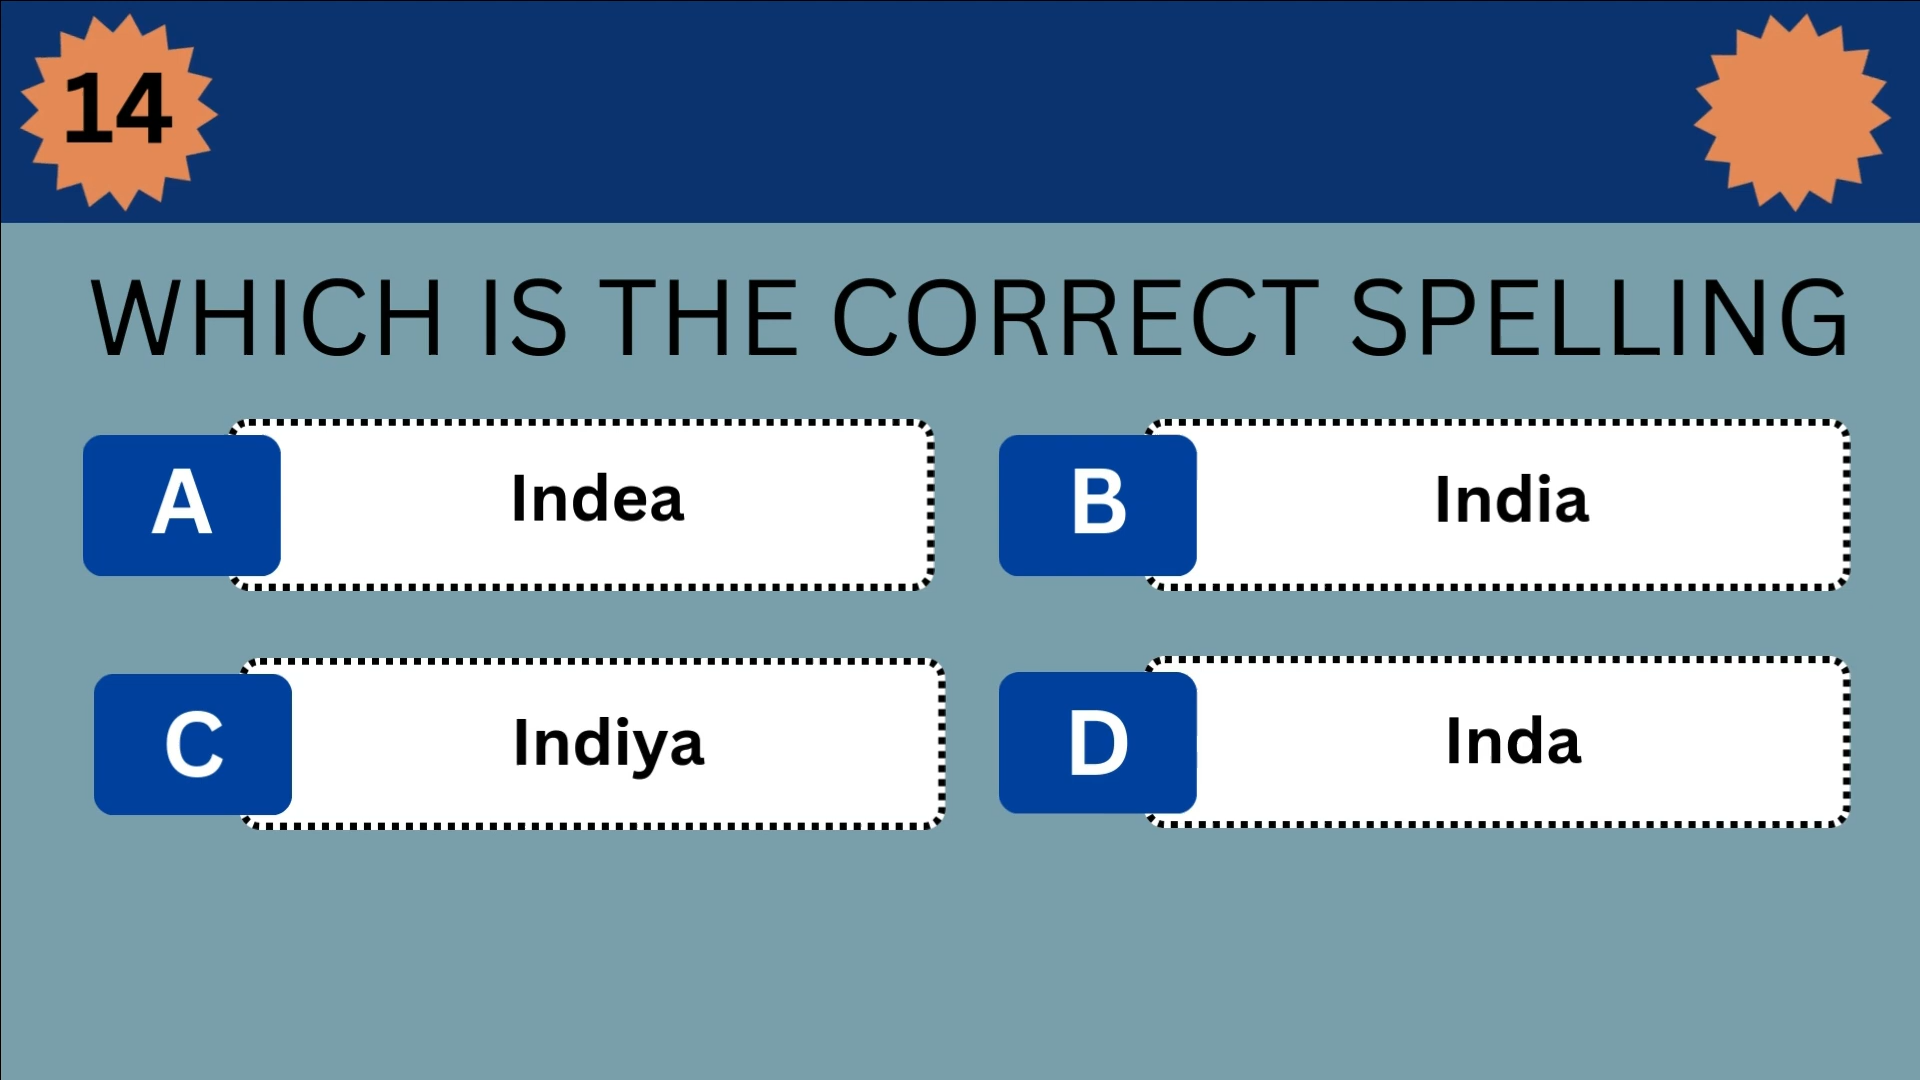 14
WHICH IS THE CORRECT SPELLING
A Indea
B India
C Indiya
D Inda